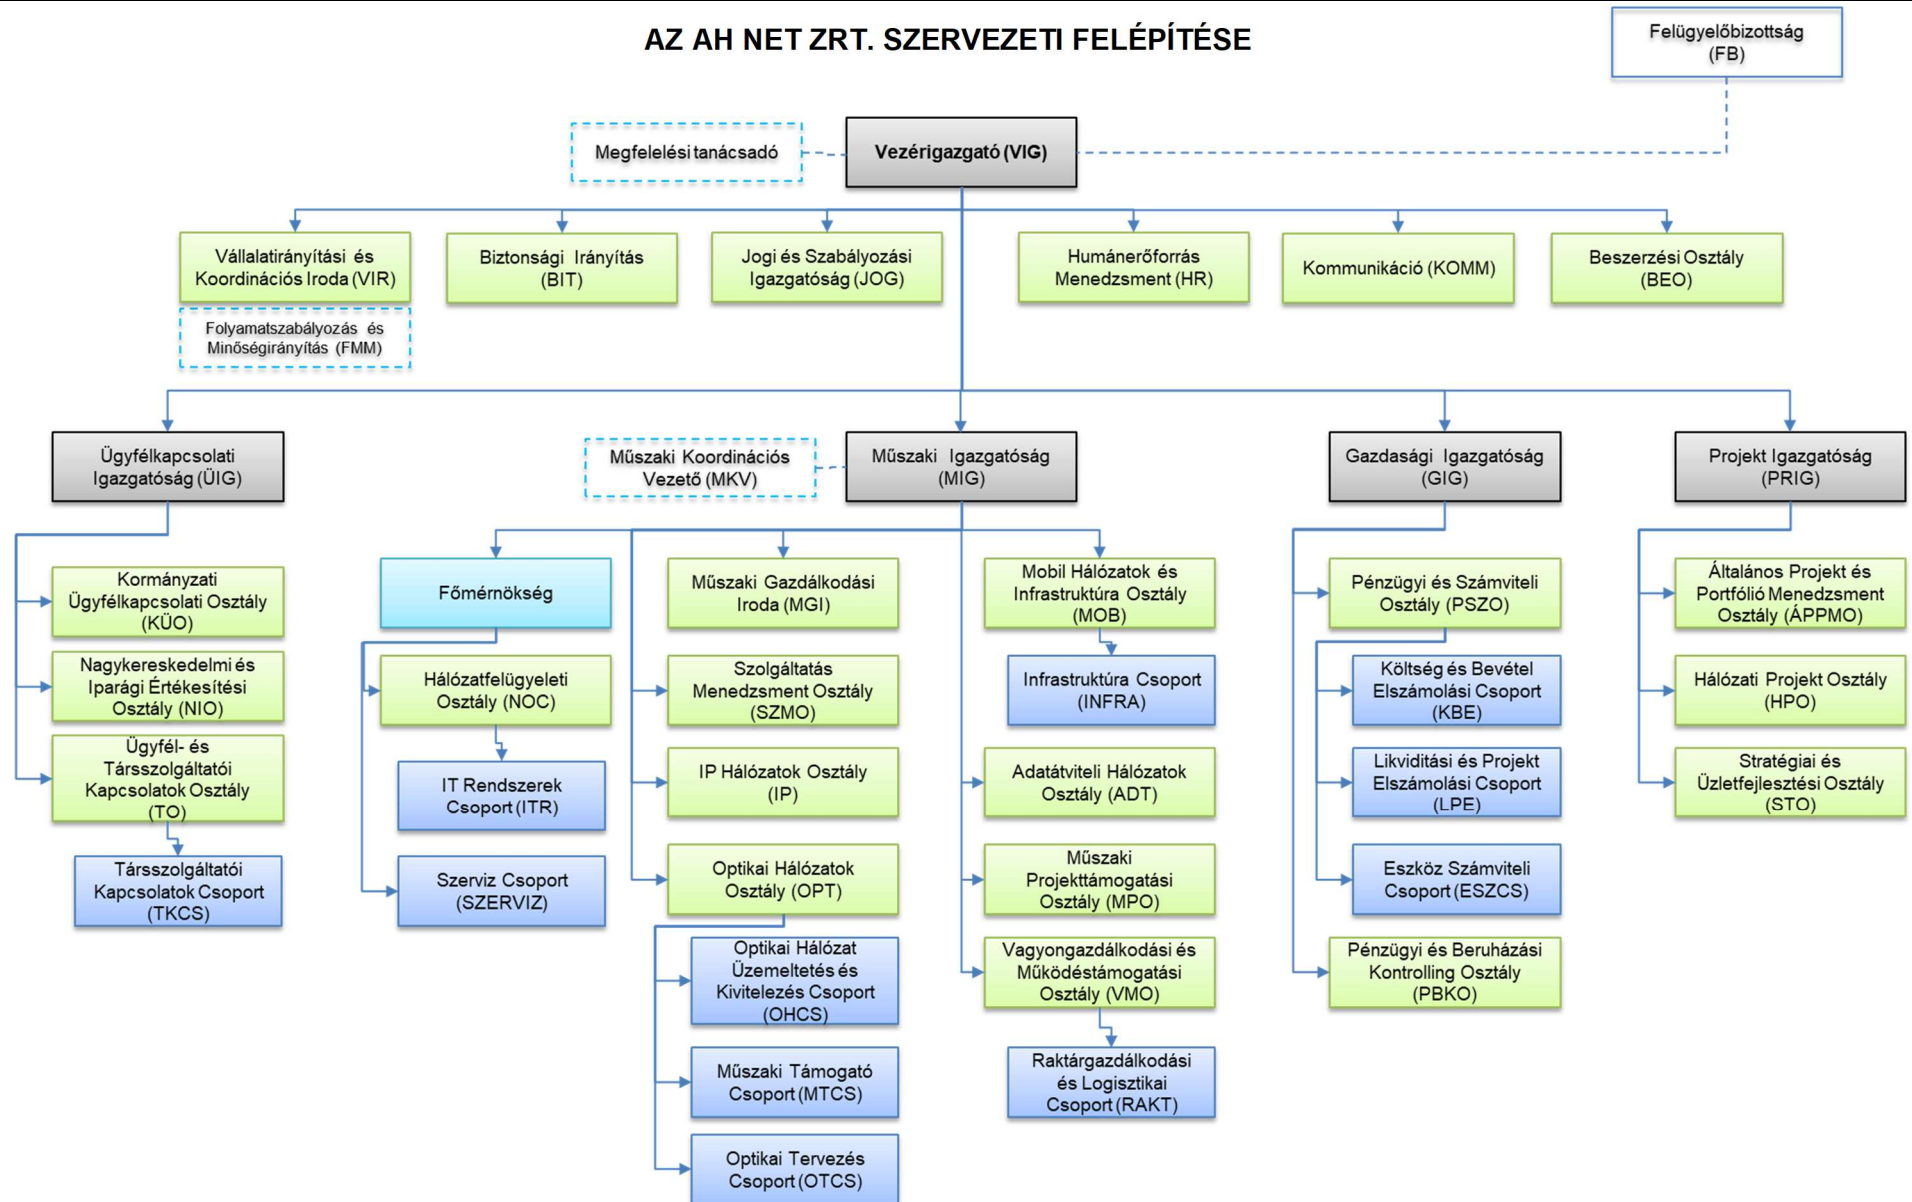 AZ AH NET ZRT. SZERVEZETI FELÉPÍTÉSE
Felügyelőbizottság
(FB)
Megfelelési tanácsadó
Vezérigazgató (VIG)
Vállalatirányítási és
Koordinációs Iroda (VIR)
Biztonsági Irányítás
(BIT)
Jogi és Szabályozási
Igazgatóság (JOG)
Humánerőforrás
Menedzsment (HR)
Kommunikáció (KOMM)
Beszerzési Osztály
(BEO)
Folyamatszabályozás és
Minőségirányítás (FMM)
Ügyfélkapcsolati
Igazgatóság (ÜIG)
Műszaki Koordinációs
Vezető (MKV)
Műszaki Igazgatóság
(MIG)
Gazdasági Igazgatóság
(GIG)
Projekt Igazgatóság
(PRIG)
Kormányzati
Ügyfélkapcsolati Osztály
(KÜO)
Nagykereskedelmi és
Iparági Értékesítési
Osztály (NIO)
Ügyfél- és
Társszolgáltatói
Kapcsolatok Osztály
(TO)
Társszolgáltatói
Kapcsolatok Csoport
(TKCS)
Főmérnökség
Hálózatfelügyeleti
Osztály (NOC)
IT Rendszerek
Csoport (ITR)
Szerviz Csoport
(SZERVIZ)
Műszaki Gazdálkodási
Iroda (MGI)
Szolgáltatás
Menedzsment Osztály
(SZMO)
IP Hálózatok Osztály
(IP)
Optikai Hálózatok
Osztály (OPT)
Optikai Hálózat
Üzemeltetés és
Kivitelezés Csoport
(OHCS)
Műszaki Támogató
Csoport (MTCS)
Optikai Tervezés
Csoport (OTCS)
Mobil Hálózatok és
Infrastruktúra Osztály
(MOB)
Infrastruktúra Csoport
(INFRA)
Adatátviteli Hálózatok
Osztály (ADT)
Műszaki
Projekttámogatási
Osztály (MPO)
Vagyongazdálkodási és
Működéstámogatási
Osztály (VMO)
Raktárgazdálkodási
és Logisztikai
Csoport (RAKT)
Pénzügyi és Számviteli
Osztály (PSZO)
Költség és Bevétel
Elszámolási Csoport
(KBE)
Likviditási és Projekt
Elszámolási Csoport
(LPE)
Eszköz Számviteli
Csoport (ESZCS)
Pénzügyi és Beruházási
Kontrolling Osztály
(PBKO)
Általános Projekt és
Portfólió Menedzsment
Osztály (ÁPPMO)
Hálózati Projekt Osztály
(HPO)
Stratégiai és
Üzletfejlesztési Osztály
(STO)